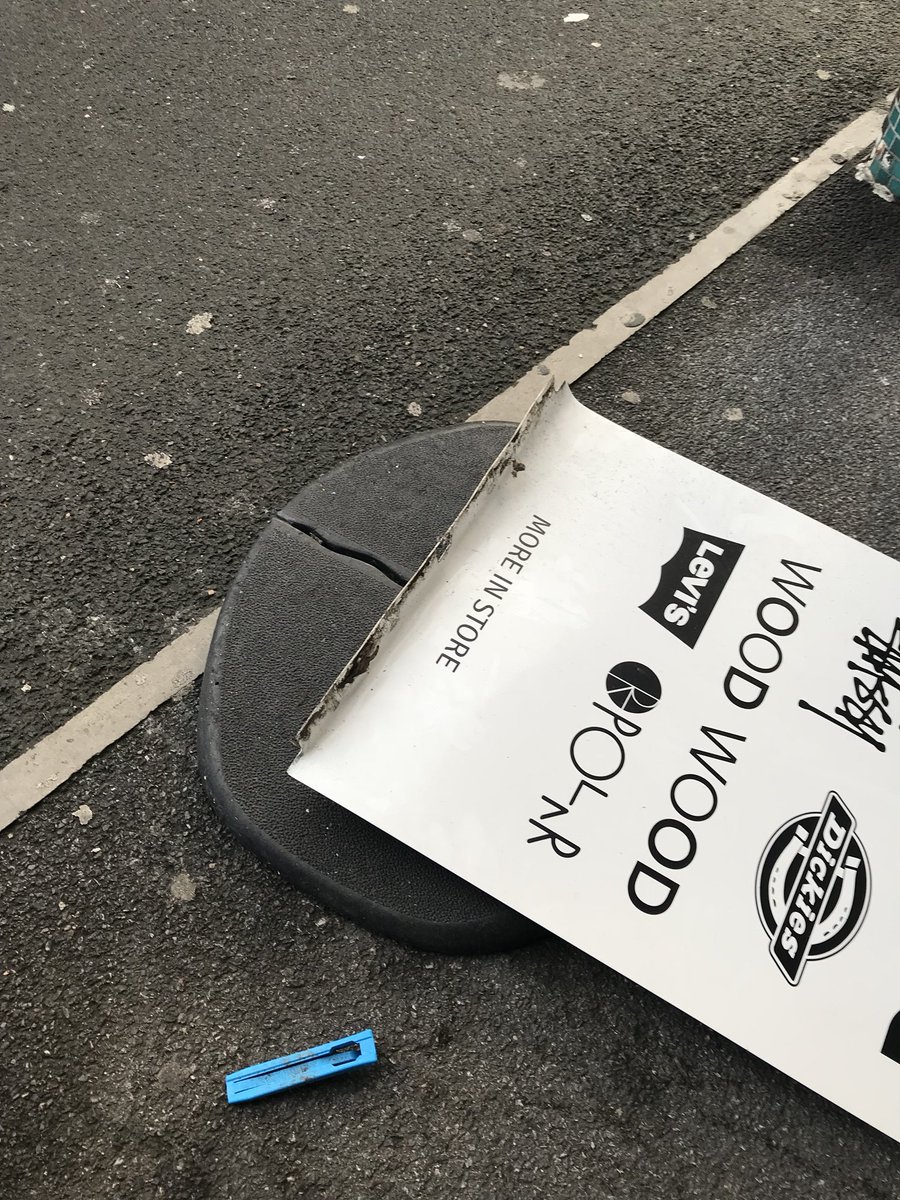 Stüssy
Dickies
WOOD WOOD
Levi's
POLAR
MORE IN STORE